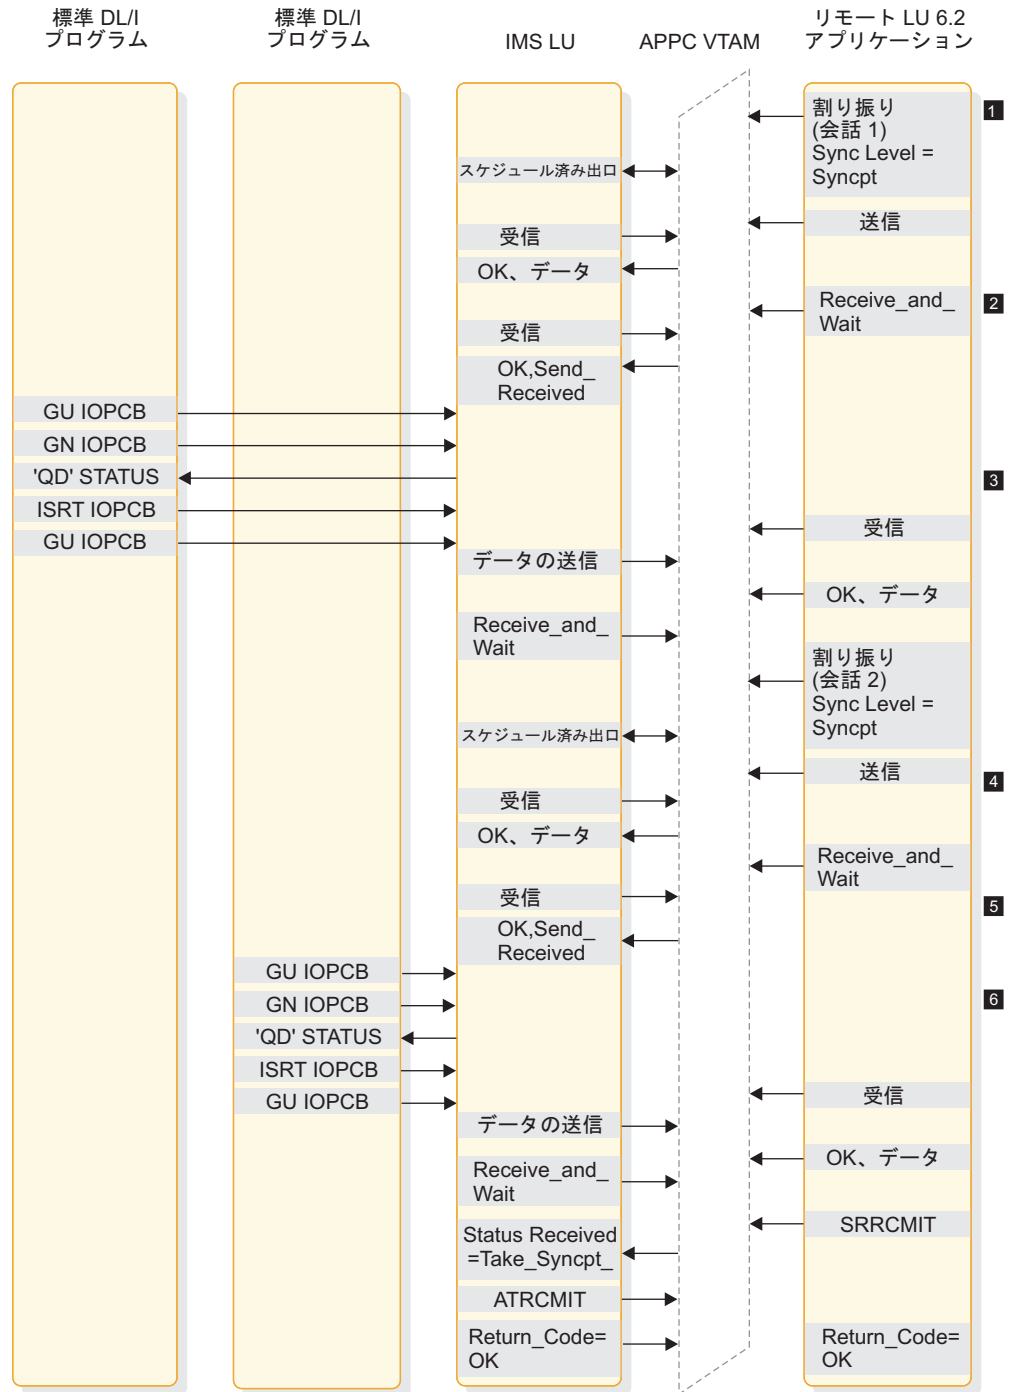 標準 DL/I
プログラム
標準 DL/I
プログラム
IMS LU
APPC VTAM
リモート LU 6.2
アプリケーション
割り振り
(会話 1)
Sync Level =
Syncpt
1
スケジュール済み出口
送信
受信
OK、データ
Receive_and_
Wait
2
受信
OK,Send_
Received
GU IOPCB
GN IOPCB
'QD' STATUS
3
ISRT IOPCB
GU IOPCB
受信
データの送信
OK、データ
Receive_and_
Wait
割り振り
(会話 2)
Sync Level =
Syncpt
スケジュール済み出口
送信
4
受信
OK、データ
Receive_and_
Wait
受信
5
OK,Send_
Received
GU IOPCB
GN IOPCB
6
'QD' STATUS
ISRT IOPCB
GU IOPCB
受信
データの送信
OK、データ
Receive_and_
Wait
SRRCMIT
Status Received
=Take_Syncpt_
ATRCMIT
Return_Code=
OK
Return_Code=
OK